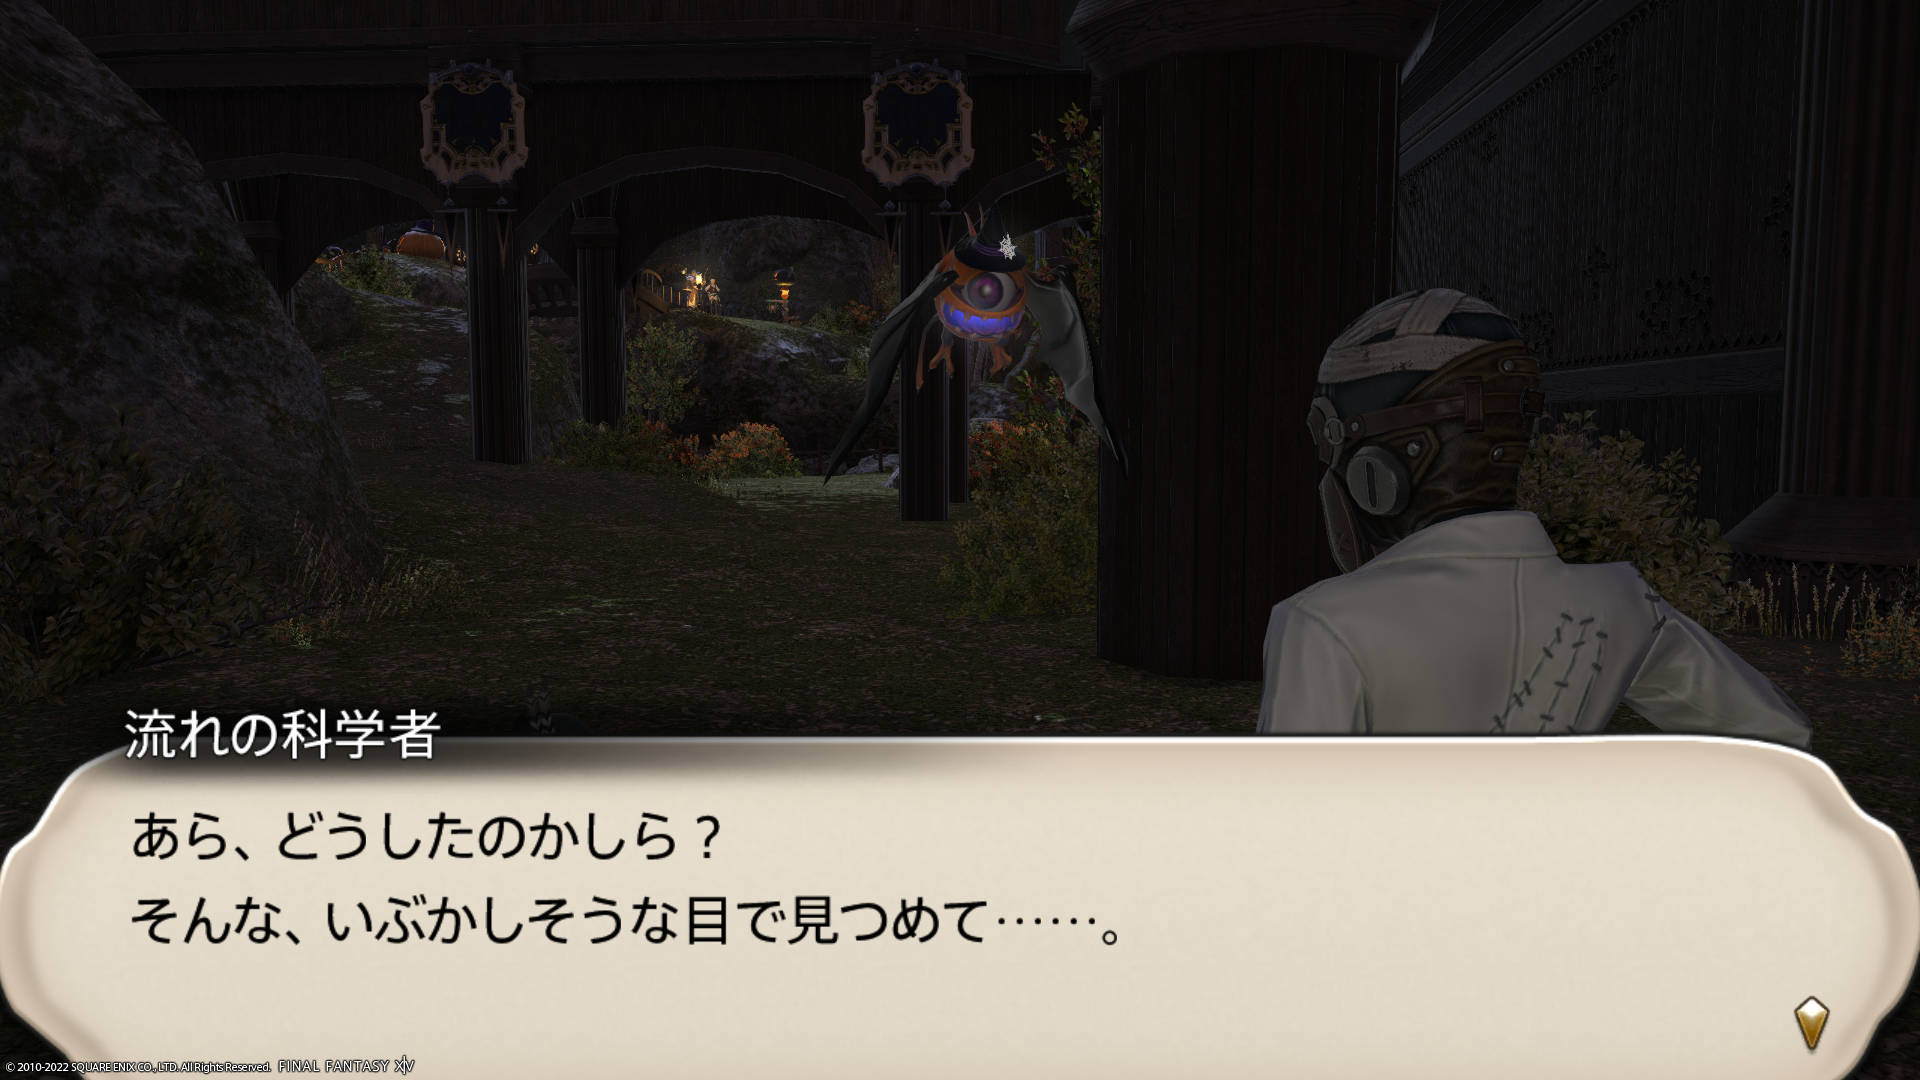 流れの科学者
あら、どうしたのかしら？
そんな、いぶかしそうな目で見つめて……。
© 2010-2022 SQUARE ENIX CO., LTD. All Rights Reserved. FINAL FANTASY XIV